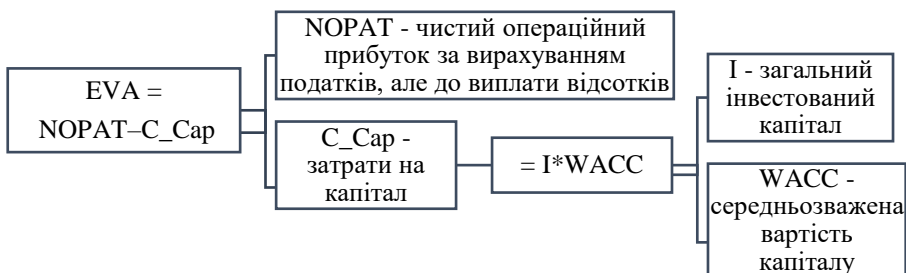 EVA =
NOPAT–C_Cap
NOPAT - чистий операційний
прибуток за вирахуванням
податків, але до виплати відсотків
C_Cap -
затрати на
капітал
= I*WACC
I - загальний
інвестований
капітал
WACC -
середньозважена
вартість
капіталу